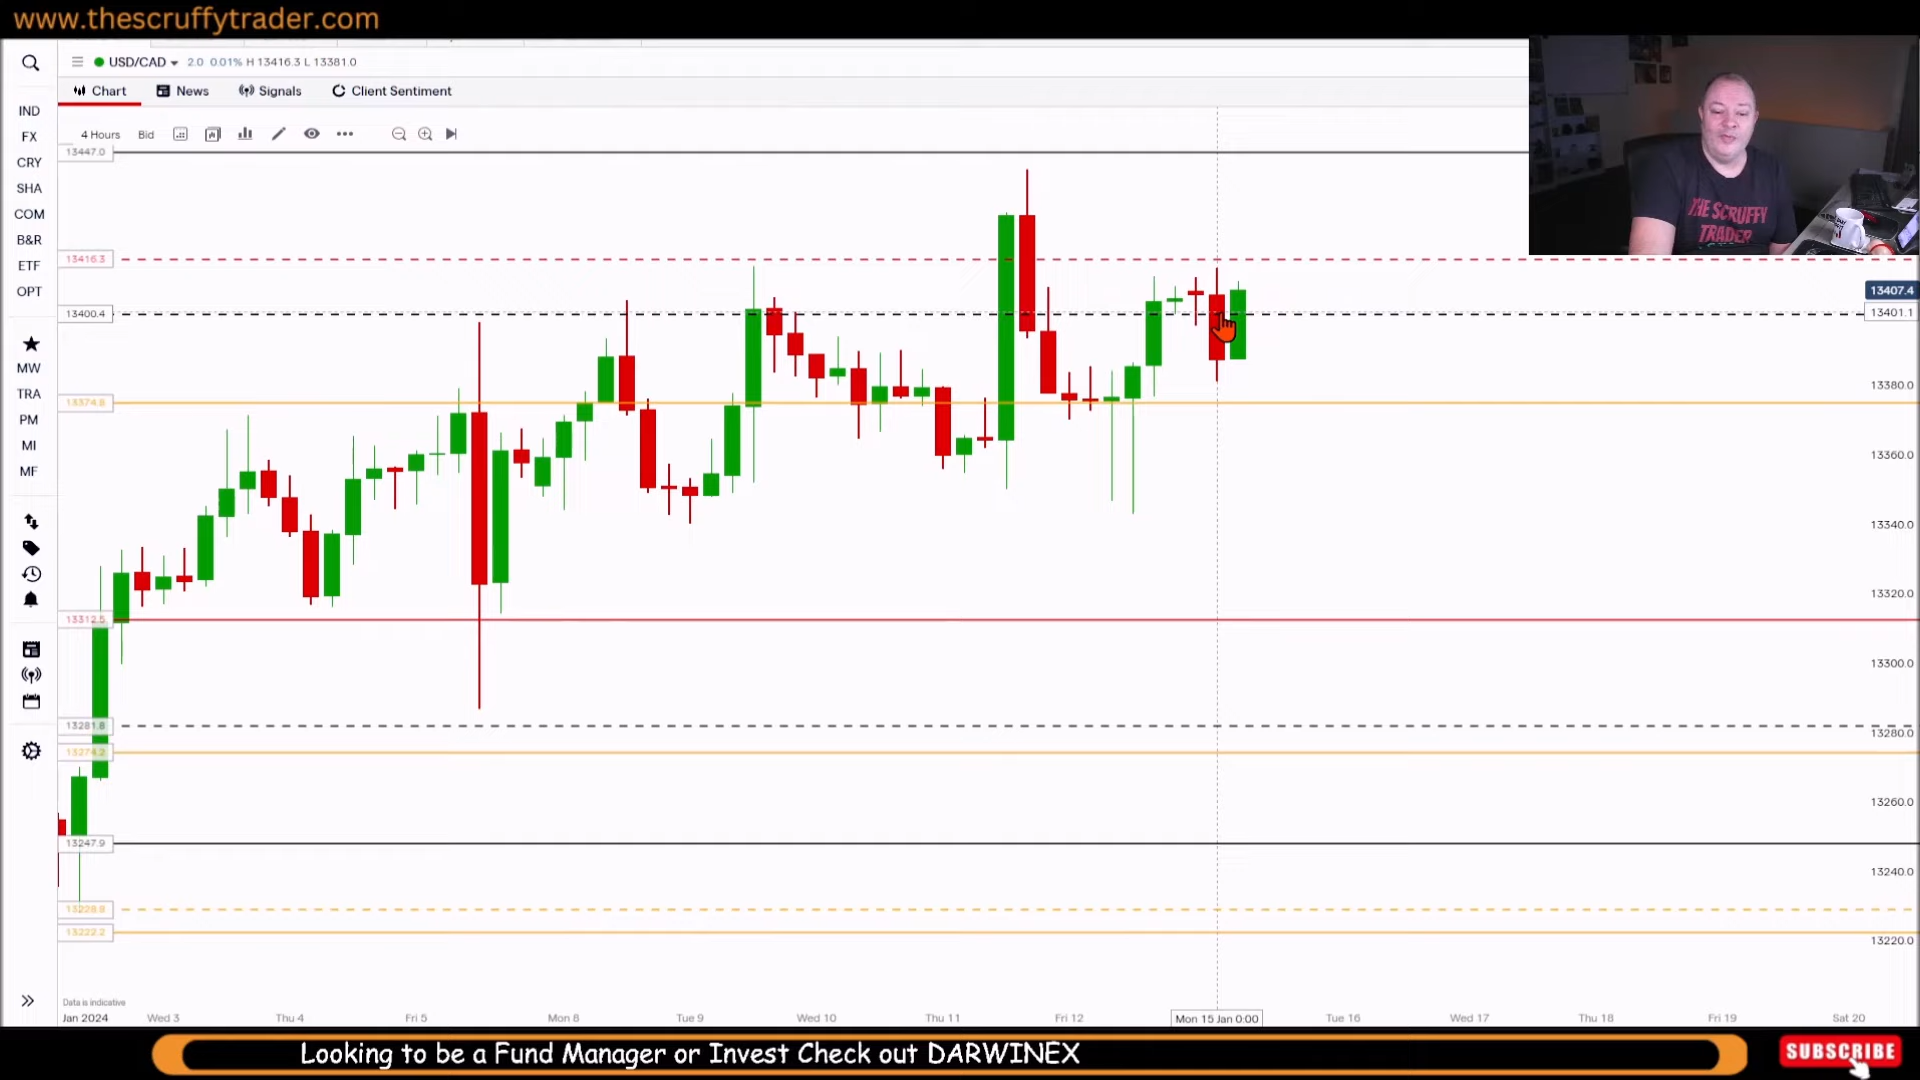 www.thescruffytrader.com
USD/CAD 2.0 0.01% H 13416.3 L 13381.0
Chart News Signals Client Sentiment
4 Hours Bid
IND
FX
CRY
SHA
COM
B&R
ETF
OPT
MW
TRA
PM
MI
MF
13447.0
13416.3
13400.4
13374.8
13312.5
13281.8
13274.2
13247.9
13228.8
13222.2
THE SCRUFFY
TRADER
13407.4
13401.1
13380.0
13360.0
13340.0
13320.0
13300.0
13280.0
13260.0
13240.0
13220.0
Data is indicative
Jan 2024 Wed 3 Thu 4 Fri 5 Mon 8 Tue 9 Wed 10 Thu 11 Fri 12 Mon 15 Jan 0:00 Tue 16 Wed 17 Thu 18 Fri 19 Sat 20
Looking to be a Fund Manager or Invest Check out DARWINEX
SUBSCRIBE